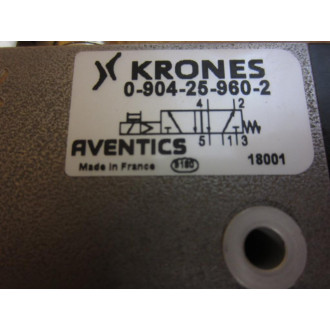 KRONES
0-904-25-960-2
4 2
5 1 3
AVENTICS
18001
Made in France